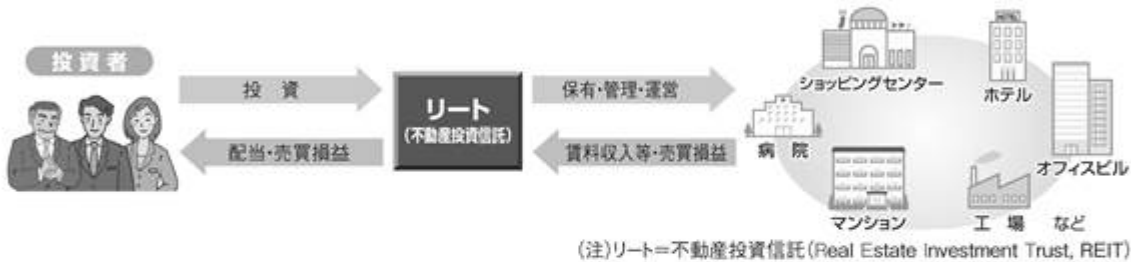 投資者
投 資
配当・売買損益
リート
(不動産投資信託)
保有・管理・運営
賃料収入等・売買損益
ショッピングセンター
ホテル
病 院
オフィスビル
マンション
工 場 など
(注)リート=不動産投資信託(Real Estate Investment Trust, REIT)